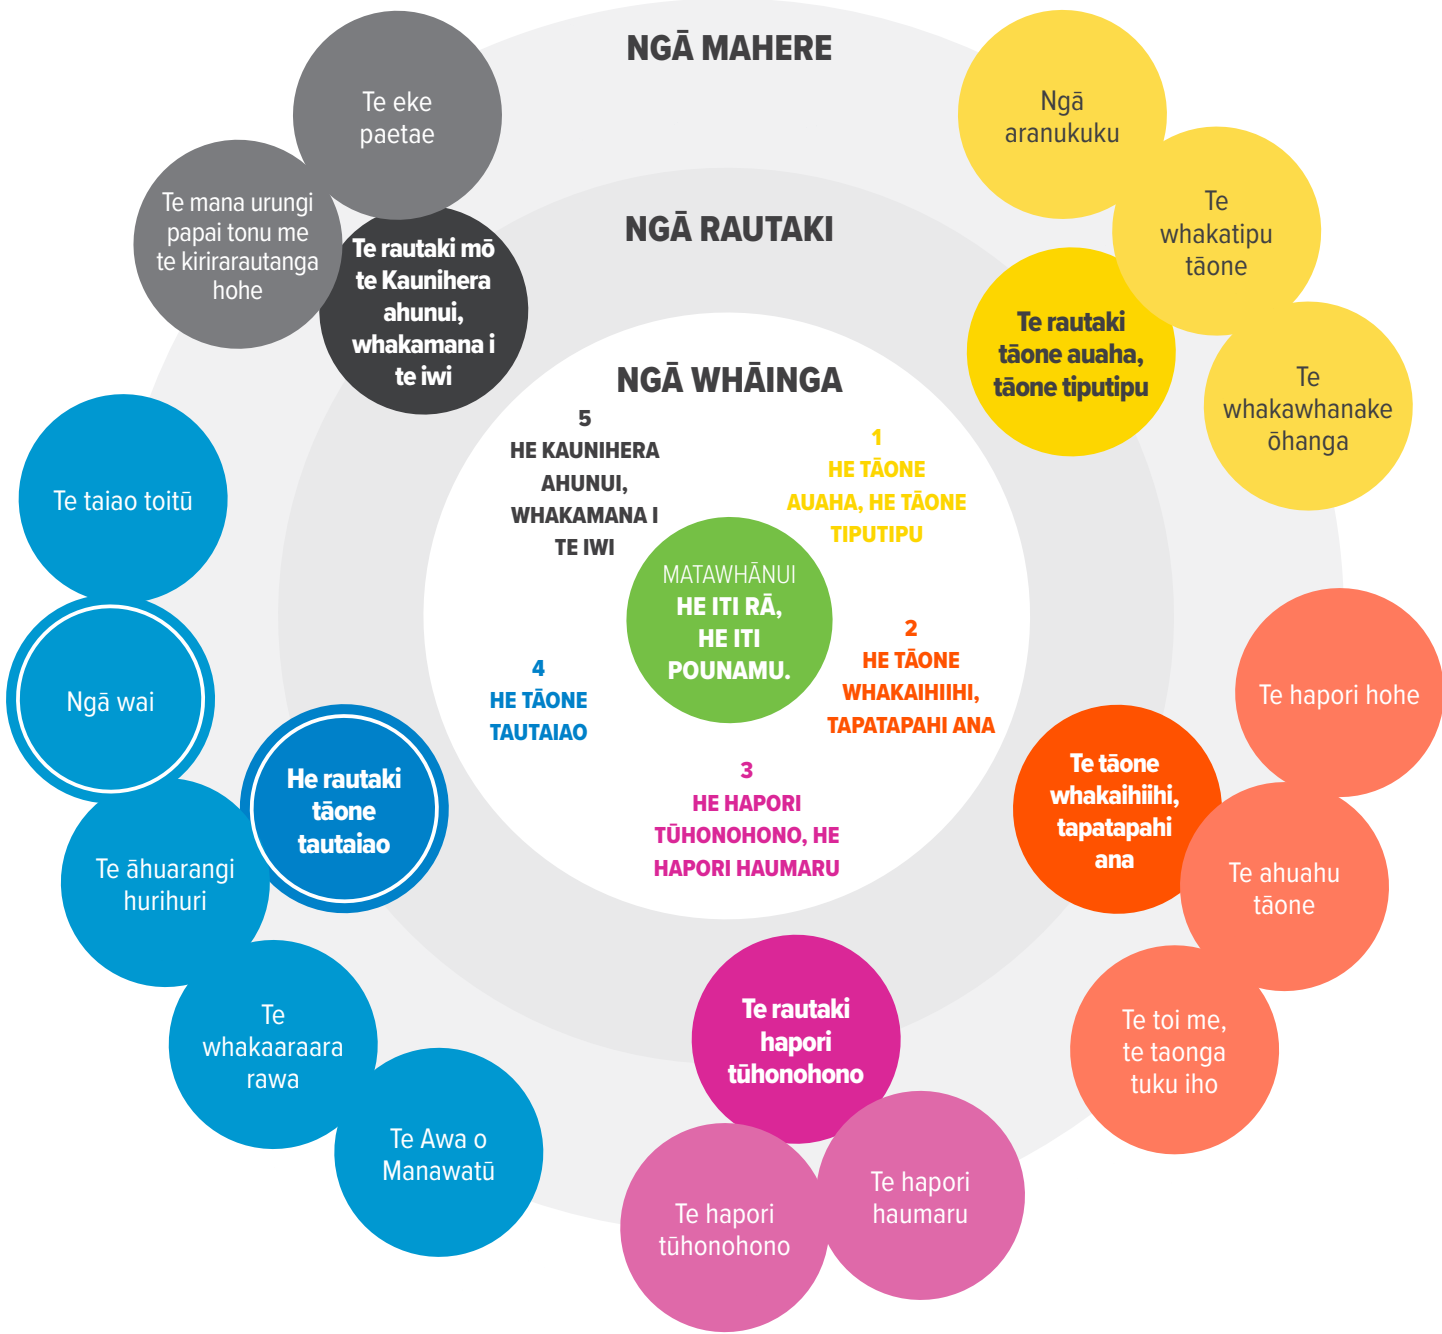 NGĀ MAHERE
Te eke
paetae
Te mana urungi
papai tonu me
te kirirarautanga
hohe
Ngā
aranukuku
Te
whakatipu
tāone
Te
whakawhanake
ōhanga
NGĀ RAUTAKI
Te rautaki mō
te Kaunihera
ahunui,
whakamana i
te iwi
Te rautaki
tāone auaha,
tāone tiputipu
NGĀ WHĀINGA
5
HE KAUNIHERA
AHUNUI,
WHAKAMANA I
TE IWI
1
HE TĀONE
AUAHA, HE TĀONE
TIPUTIPU
MATAWHĀNUI
HE ITI RĀ,
HE ITI
POUNAMU.
2
HE TĀONE
WHAKAIHIIHI,
TAPATAPAHI ANA
4
HE TĀONE
TAUTAIAO
3
HE HAPORI
TŪHONOHONO, HE
HAPORI HAUMARU
Te taiao toitū
Ngā wai
He rautaki
tāone
tautaiao
Te āhuarangi
hurihuri
Te
whakaaraara
rawa
Te Awa o
Manawatū
Te hapori hohe
Te tāone
whakaihiihi,
tapatapahi
ana
Te ahuahu
tāone
Te toi me,
te taonga
tuku iho
Te rautaki
hapori
tūhonohono
Te hapori
haumaru
Te hapori
tūhonohono